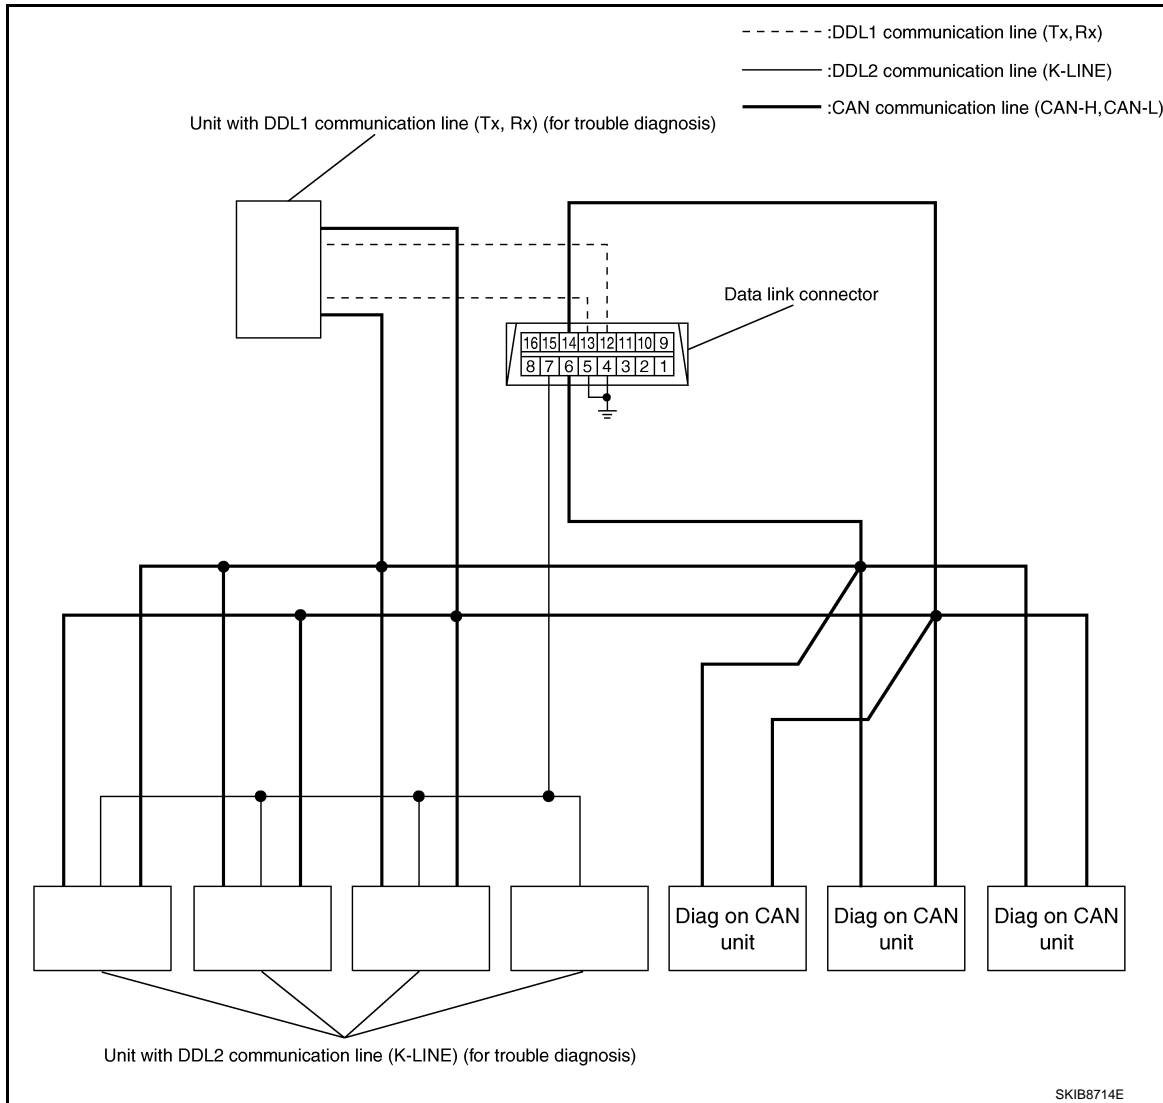 :DDL1 communication line (Tx,Rx)
:DDL2 communication line (K-LINE)
:CAN communication line (CAN-H,CAN-L)
Unit with DDL1 communication line (Tx, Rx) (for trouble diagnosis)
Data link connector
16 15 14 13 12 11 10 9
8 7 6 5 4 3 2 1
Diag on CAN
unit
Diag on CAN
unit
Diag on CAN
unit
Unit with DDL2 communication line (K-LINE) (for trouble diagnosis)
SKIB8714E